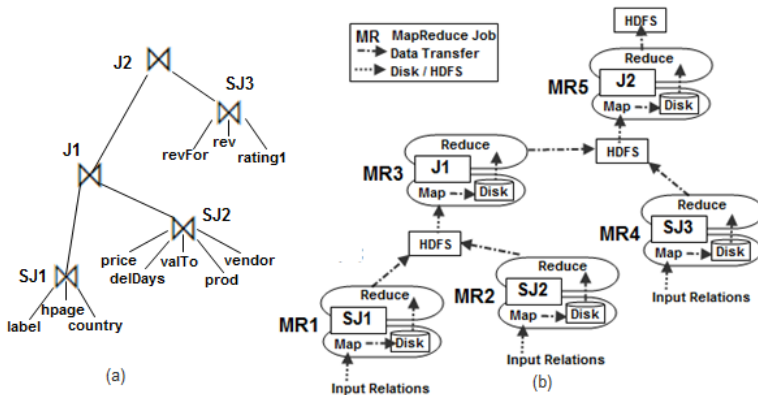 J2
SJ3
revFor
rev
rating1
J1
SJ2
price
delDays
valTo
prod
vendor
SJ1
label
hpage
country
(a)
MR MapReduce Job
Data Transfer
Disk / HDFS
HDFS
Reduce
J2
MR5
Map
Disk
HDFS
Reduce
J1
MR3
Map
Disk
HDFS
Reduce
SJ3
MR4
Map
Disk
Input Relations
Reduce
SJ2
MR2
Map
Disk
Input Relations
Reduce
SJ1
MR1
Map
Disk
Input Relations
(b)